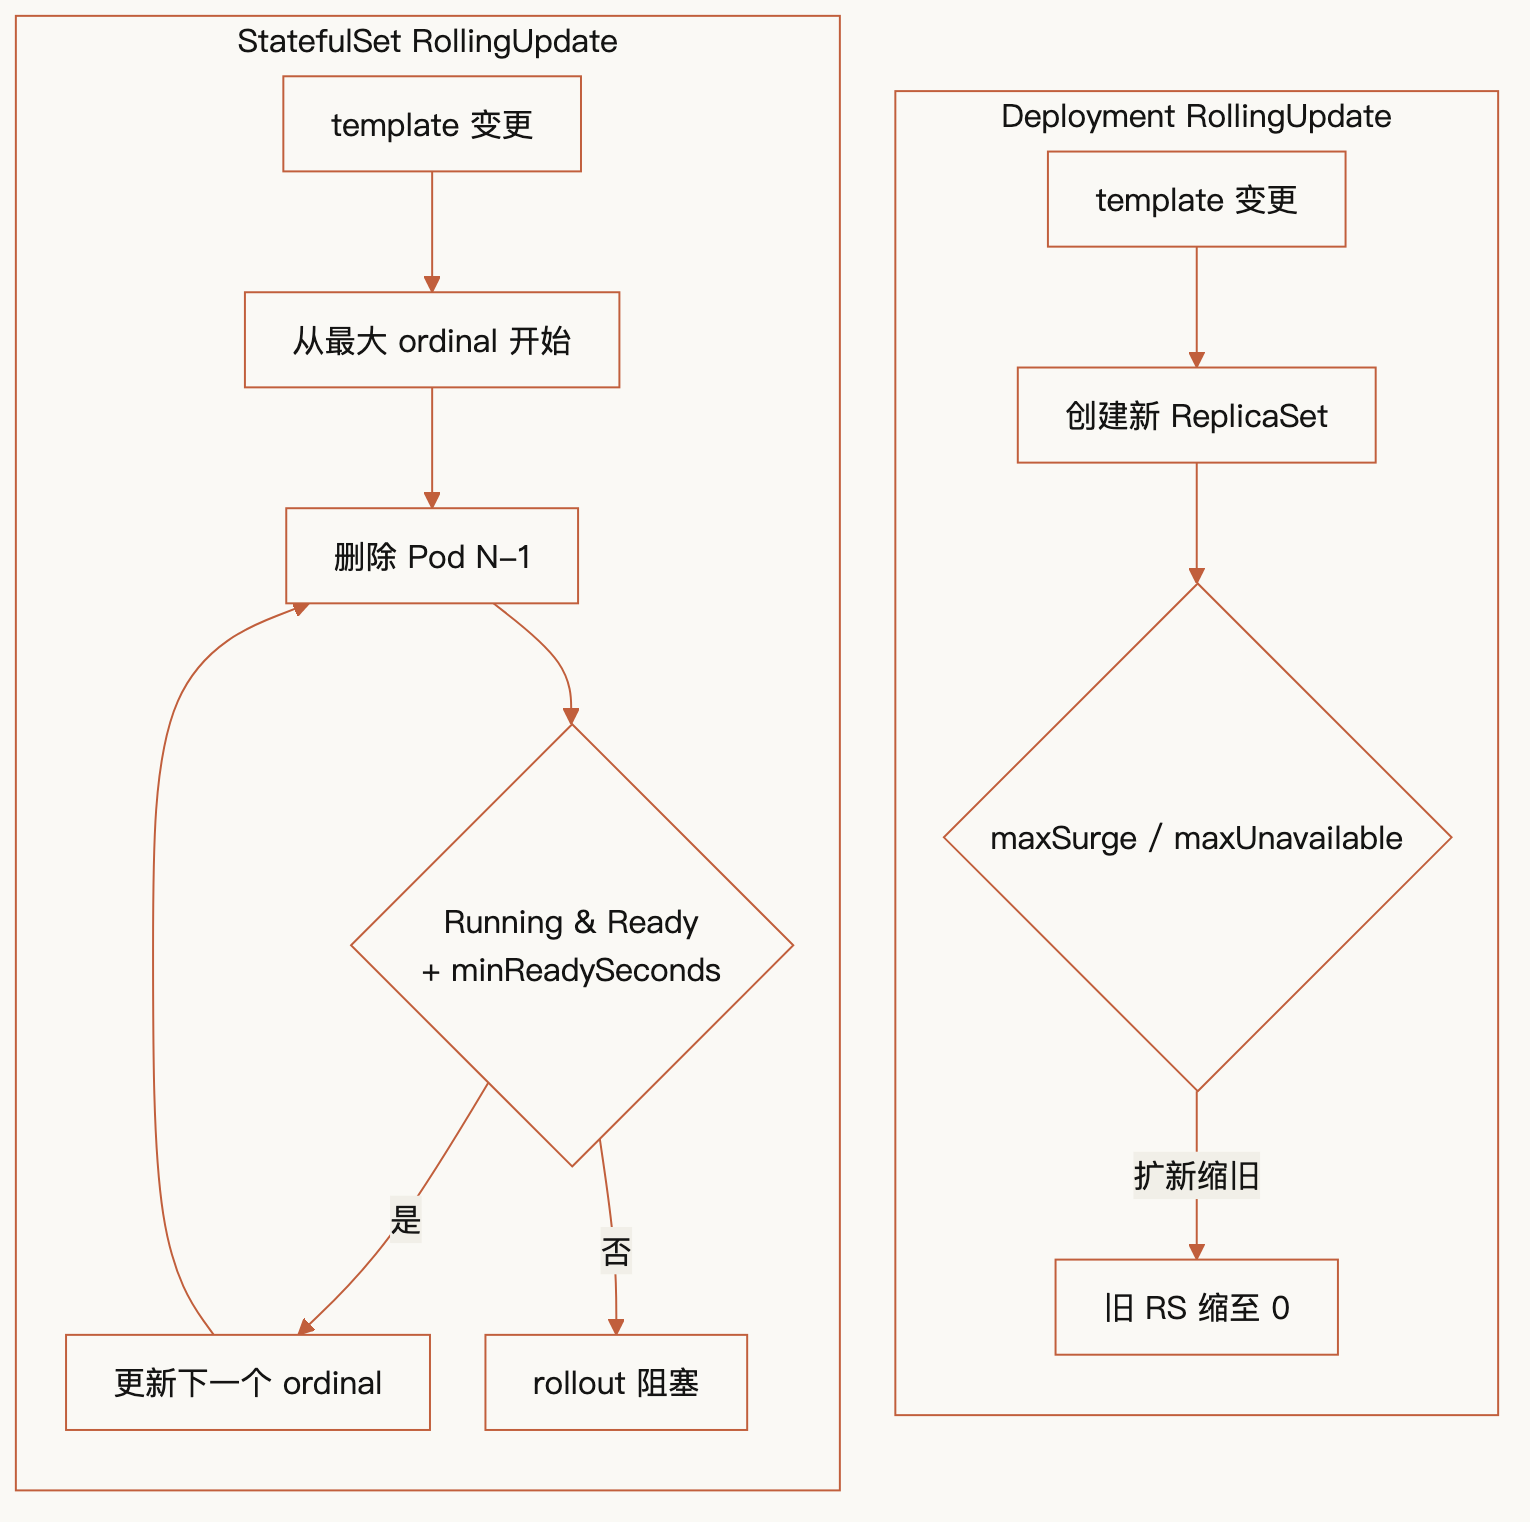 StatefulSet RollingUpdate
template 变更
从最大 ordinal 开始
删除 Pod N–1
Running & Ready
+ minReadySeconds
是
否
更新下一个 ordinal
rollout 阻塞
Deployment RollingUpdate
template 变更
创建新 ReplicaSet
maxSurge / maxUnavailable
扩新缩旧
旧 RS 缩至 0